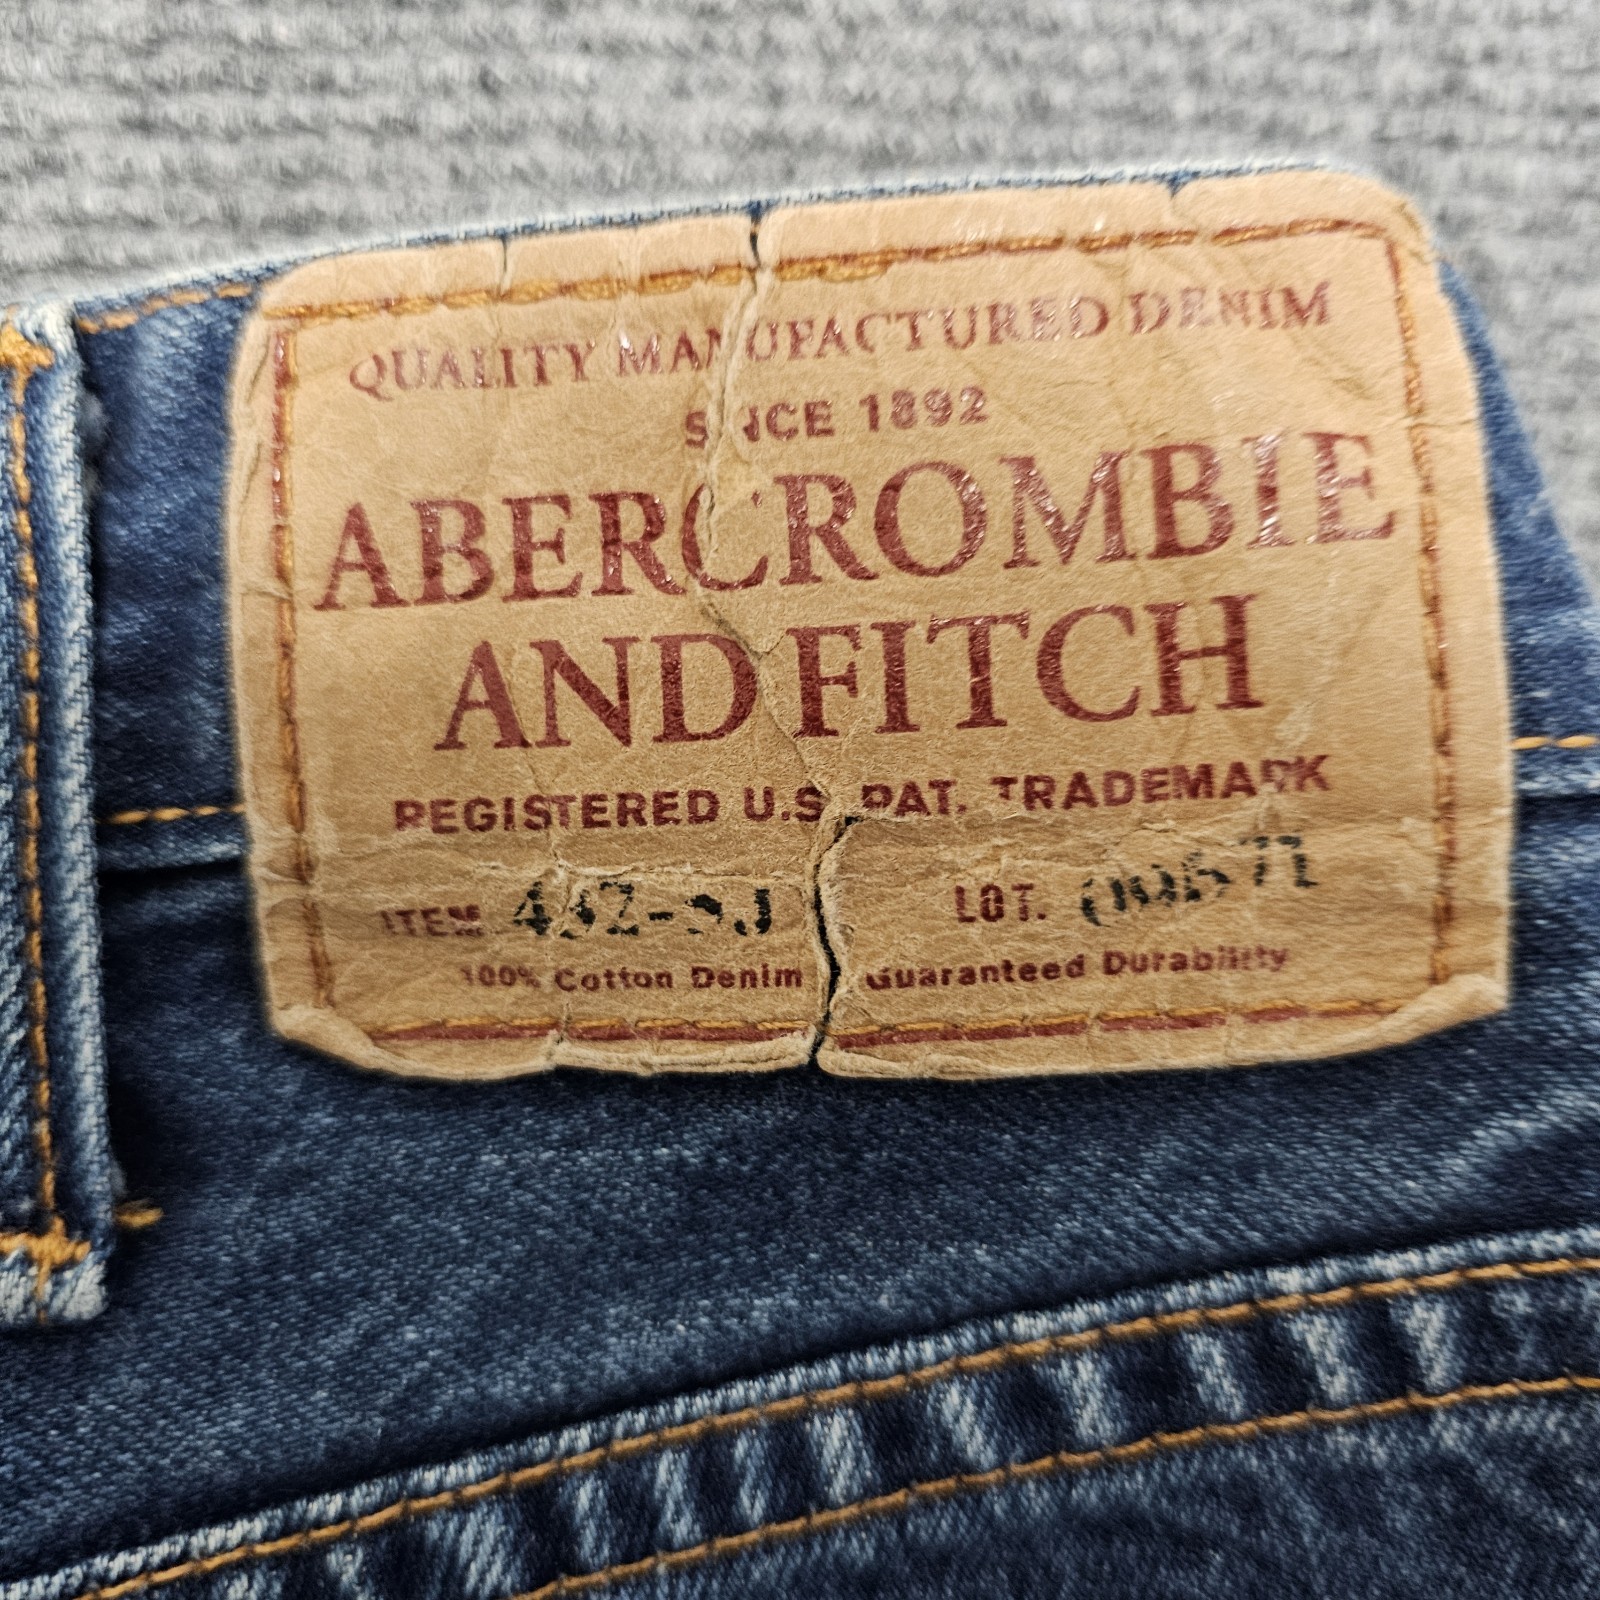 QUALITY MANUFACTURED DENIM
SINCE 1892
ABERCROMBIE
AND FITCH
REGISTERED U.S. PAT. TRADEMARK
ITEM
LOT.
100% Cotton Denim Guaranteed Durability